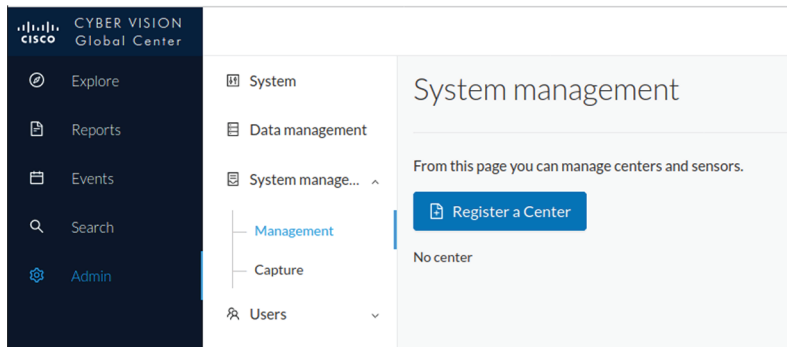 CISCO
CYBER VISION
Global Center
Explore
Reports
Events
Search
Admin
System
Data management
System manage...
Management
Capture
Users
System management
From this page you can manage centers and sensors.
Register a Center
No center